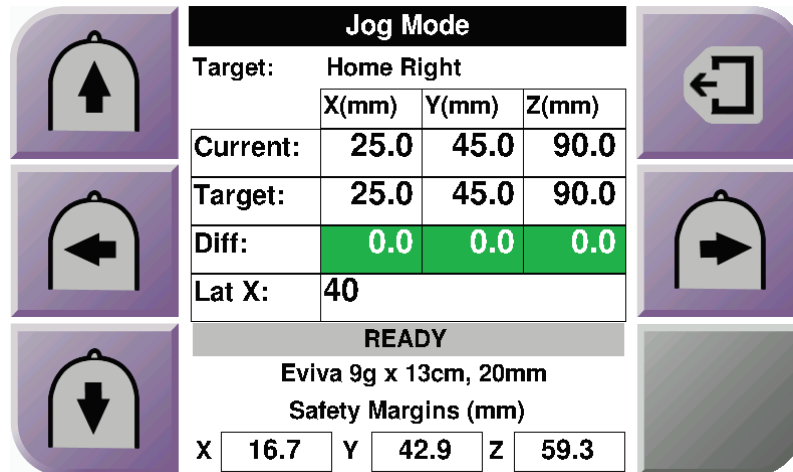 Jog Mode
Target: Home Right
X(mm) Y(mm) Z(mm)
Current: 25.0 45.0 90.0
Target: 25.0 45.0 90.0
Diff: 0.0 0.0 0.0
Lat X: 40
READY
Eviva 9g x 13cm, 20mm
Safety Margins (mm)
X 16.7 Y 42.9 Z 59.3